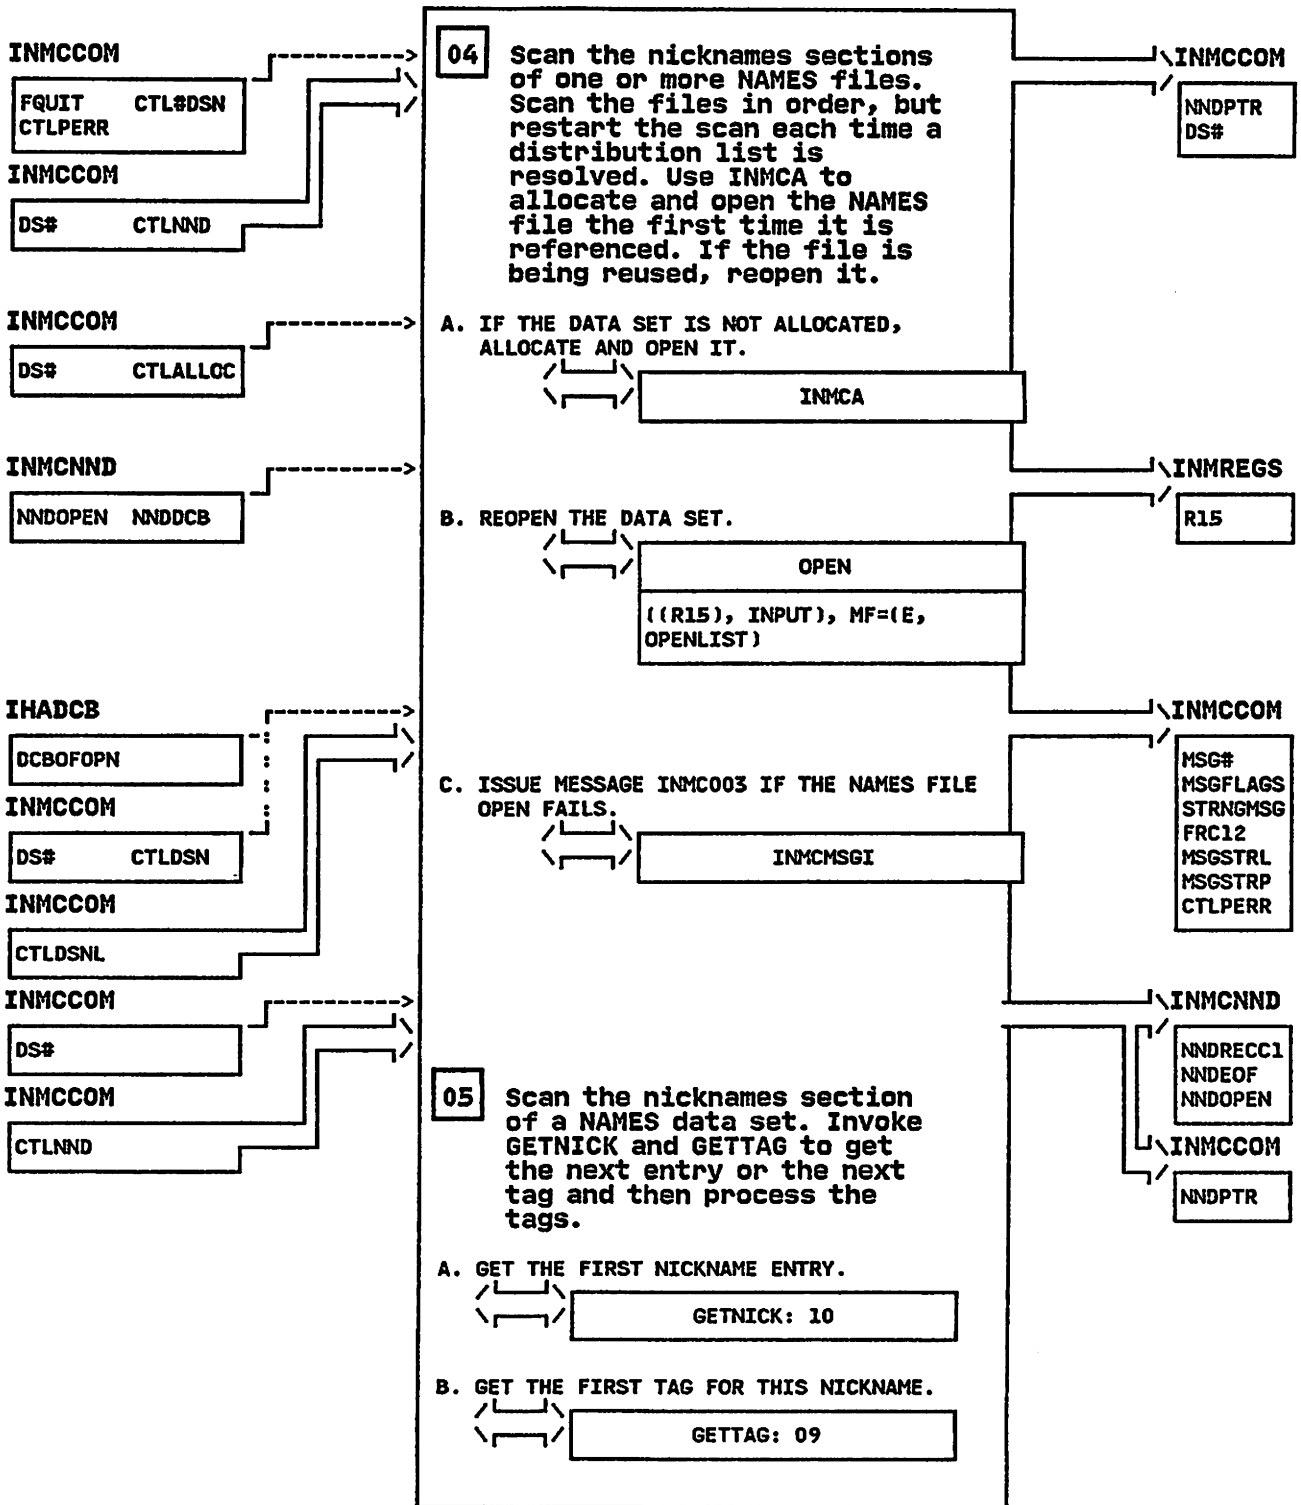 INMCCOM
FQUIT CTL#DSN
CTLPERR
INMCCOM
DS# CTLNND
04 Scan the nicknames sections
of one or more NAMES files.
Scan the files in order, but
restart the scan each time a
distribution list is
resolved. Use INMCA to
allocate and open the NAMES
file the first time it is
referenced. If the file is
being reused, reopen it.
INMCCOM
NNDPTR
DS#
INMCCOM
DS# CTLALLOC
A. IF THE DATA SET IS NOT ALLOCATED,
ALLOCATE AND OPEN IT.
INMCA
INMCNND
NNDOPEN NNDDCB
INMREGS
R15
B. REOPEN THE DATA SET.
OPEN
((R15), INPUT), MF=(E,
OPENLIST)
IHADCB
DCBOFOPN
INMCCOM
DS# CTLDSN
INMCCOM
CTLDSNL
C. ISSUE MESSAGE INMC003 IF THE NAMES FILE
OPEN FAILS.
INMCMSGI
INMCCOM
MSG#
MSGFLAGS
STRNGMSG
FRC12
MSGSTRL
MSGSTRP
CTLPERR
INMCCOM
DS#
INMCCOM
CTLNND
INMCNND
NNDRECC1
NNDEOF
NNDOPEN
INMCCOM
NNDPTR
05 Scan the nicknames section
of a NAMES data set. Invoke
GETNICK and GETTAG to get
the next entry or the next
tag and then process the
tags.
A. GET THE FIRST NICKNAME ENTRY.
GETNICK: 10
B. GET THE FIRST TAG FOR THIS NICKNAME.
GETTAG: 09